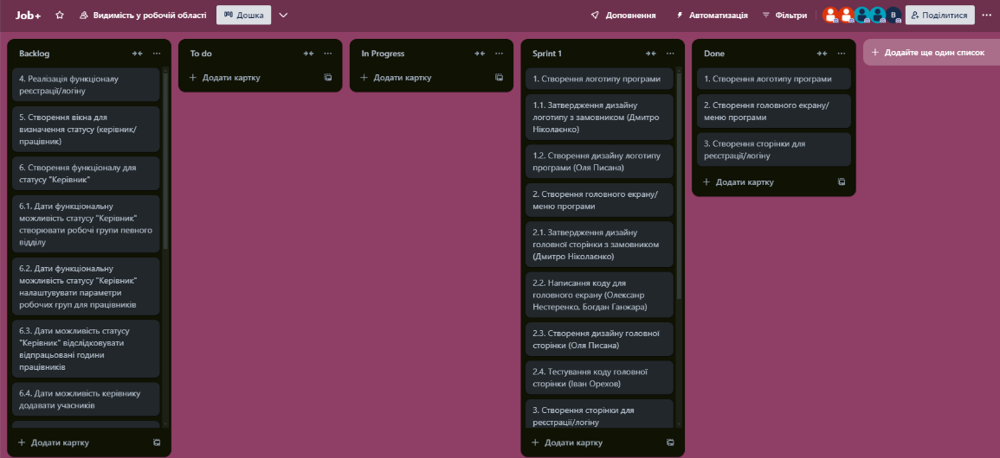 Job+
Видимість у робочій області
Дошка
Доповнення
Автоматизація
Фільтри
B
Поділитися
Backlog
4. Реалізація функціоналу
реєстрації/логіну
5. Створення вікна для
визначення статусу (керівник/
працівник)
6. Створення функціоналу для
статусу "Керівник"
6.1. Дати функціональну
можливість статусу "Керівник"
створювати робочі групи певного
відділу
6.2. Дати функціональну
можливість статусу "Керівник"
налаштувувати параметри
робочих груп для працівників
6.3. Дати можливість статусу
"Керівник" відслідковувати
відпрацьовані години
працівників
6.4. Дати можливість керівнику
додавати учасників
Додати картку
To do
Додати картку
In Progress
Додати картку
Sprint 1
1. Створення логотипу програми
1.1. Затвердження дизайну
логотипу з замовником (Дмитро
Ніколаєнко)
1.2. Створення дизайну логотипу
програми (Оля Писана)
2. Створення головного екрану/
меню програми
2.1. Затвердження дизайну
головної сторінки з замовником
(Дмитро Ніколаєнко)
2.2. Написання коду для
головного екрану (Олексанр
Нестеренко, Богдан Ганжара)
2.3. Створення дизайну головної
сторінки (Оля Писана)
2.4. Тестування коду головної
сторінки (Іван Орехов)
3. Створення сторінки для
реєстрації/логіну
Додати картку
Done
1. Створення логотипу програми
2. Створення головного екрану/
меню програми
3. Створення сторінки для
реєстрації/логіну
Додати картку
Додайте ще один список